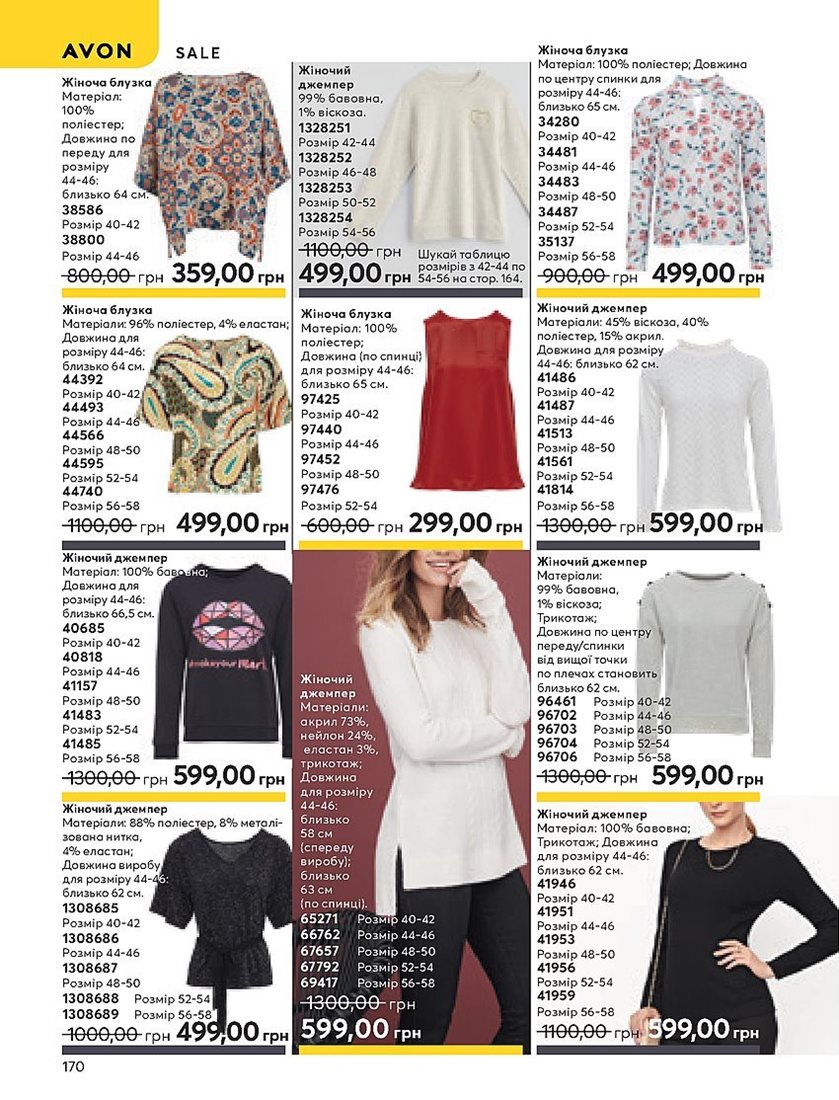 AVON SALE
Жіноча блузка
Матеріал:
100%
поліестер;
Довжина по
переду для
розміру
44-46:
близько 64 см.
38586
Розмір 40-42
38800
Розмір 44-46
800,00 грн 359,00 грн
Жіночий
джемпер
99% бавовна,
1% віскоза.
1328251
Розмір 42-44
1328252
Розмір 46-48
1328253
Розмір 50-52
1328254
Розмір 54-56
1100,00 грн
499,00 грн
Шукай таблицю
розмірів з 42-44 по
54-56 на стор. 164.
Жіноча блузка
Матеріал: 100% поліестер; Довжина
по центру спинки для
розміру 44-46:
близько 65 см.
34280
Розмір 40-42
34481
Розмір 44-46
34483
Розмір 48-50
34487
Розмір 52-54
35137
Розмір 56-58
900,00 грн 499,00 грн
Жіноча блузка
Матеріали: 96% поліестер, 4% еластан;
Довжина для
розміру 44-46:
близько 64 см.
44392
Розмір 40-42
44493
Розмір 44-46
44566
Розмір 48-50
44595
Розмір 52-54
44740
Розмір 56-58
1100,00 грн 499,00 грн
Жіноча блузка
Матеріал: 100%
поліестер;
Довжина (по спинці)
для розміру 44-46:
близько 65 см.
97425
Розмір 40-42
97440
Розмір 44-46
97452
Розмір 48-50
97476
Розмір 52-54
600,00 грн 299,00 грн
Жіночий джемпер
Матеріали: 45% віскоза, 40%
поліестер, 15% акрил.
Довжина для розміру
44-46: близько 62 см.
41486
Розмір 40-42
41487
Розмір 44-46
41513
Розмір 48-50
41561
Розмір 52-54
41814
Розмір 56-58
1300,00 грн 599,00 грн
Жіночий джемпер
Матеріал: 100% бавовна;
Довжина для
розміру 44-46:
близько 66,5 см.
40685
Розмір 40-42
40818
Розмір 44-46
41157
Розмір 48-50
41483
Розмір 52-54
41485
Розмір 56-58
1300,00 грн 599,00 грн
Жіночий
джемпер
Матеріали:
акрил 73%,
нейлон 24%,
еластан 3%,
трикотаж;
Довжина
для розміру
44-46:
близько
58 см
(спереду
виробу);
близько
63 см
(по спинці).
65271 Розмір 40-42
66762 Розмір 44-46
67657 Розмір 48-50
67792 Розмір 52-54
69417 Розмір 56-58
1300,00 грн
599,00 грн
Жіночий джемпер
Матеріали:
99% бавовна,
1% віскоза;
Трикотаж;
Довжина по центру
переду/спинки
від вищої точки
по плечах становить
близько 62 см.
96461 Розмір 40-42
96702 Розмір 44-46
96703 Розмір 48-50
96704 Розмір 52-54
96706 Розмір 56-58
1300,00 грн 599,00 грн
Жіночий джемпер
Матеріали: 88% поліестер, 8% металі-
зована нитка,
4% еластан;
Довжина виробу
для розміру 44-46:
близько 62 см.
1308685
Розмір 40-42
1308686
Розмір 44-46
1308687
Розмір 48-50
1308688 Розмір 52-54
1308689 Розмір 56-58
1000,00 грн 499,00 грн
Жіночий джемпер
Матеріал: 100% бавовна;
Трикотаж; Довжина
для розміру 44-46:
близько 62 см.
41946
Розмір 40-42
41951
Розмір 44-46
41953
Розмір 48-50
41956
Розмір 52-54
41959
Розмір 56-58
1100,00 грн 599,00 грн
170